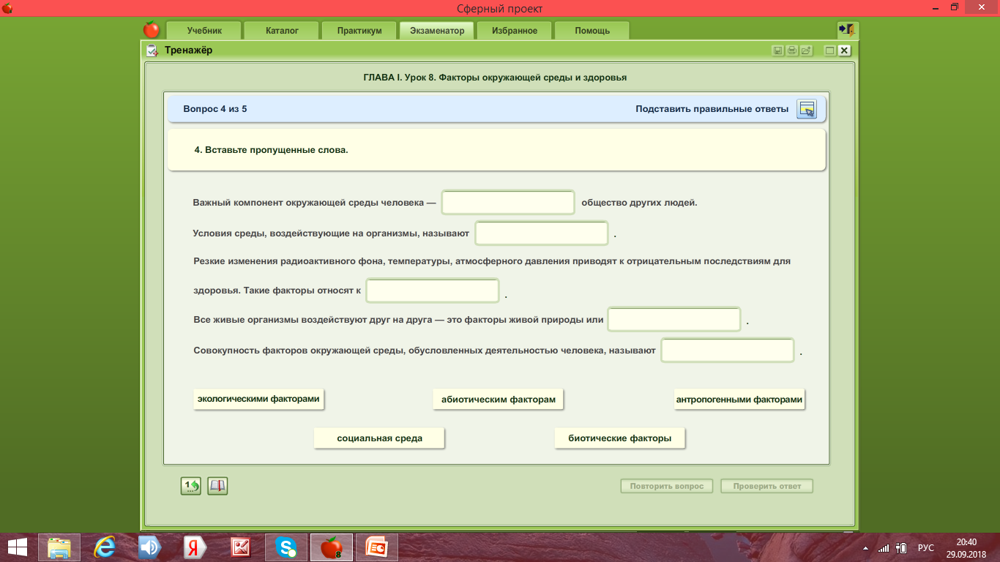 Сферный проект
Учебник Каталог Практикум Экзаменатор Избранное Помощь
Тренажёр
ГЛАВА I. Урок 8. Факторы окружающей среды и здоровья
Вопрос 4 из 5 Подставить правильные ответы
4. Вставьте пропущенные слова.
Важный компонент окружающей среды человека — общество других людей.
Условия среды, воздействующие на организмы, называют .
Резкие изменения радиоактивного фона, температуры, атмосферного давления приводят к отрицательным последствиям для
здоровья. Такие факторы относят к .
Все живые организмы воздействуют друг на друга — это факторы живой природы или .
Совокупность факторов окружающей среды, обусловленных деятельностью человека, называют .
экологическими факторами абиотическим факторам антропогенными факторами
социальная среда биотические факторы
1
Повторить вопрос Проверить ответ
Я 8 РУС 20:40
29.09.2018